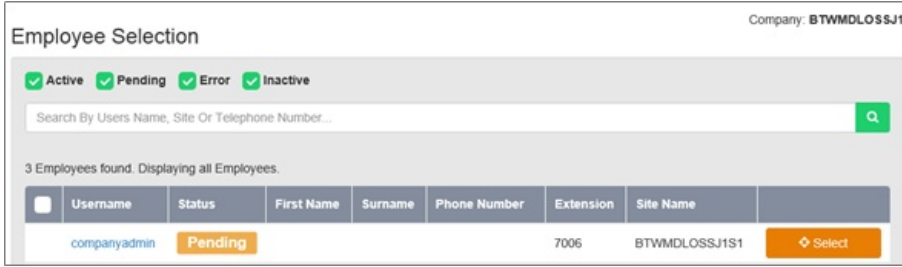 Company: BTWMDLOSSJ1
Employee Selection
Active Pending Error Inactive
Search By Users Name, Site Or Telephone Number...
3 Employees found. Displaying all Employees.
Username Status First Name Surname Phone Number Extension Site Name
companyadmin Pending 7006 BTWMDLOSSJ1S1 Select